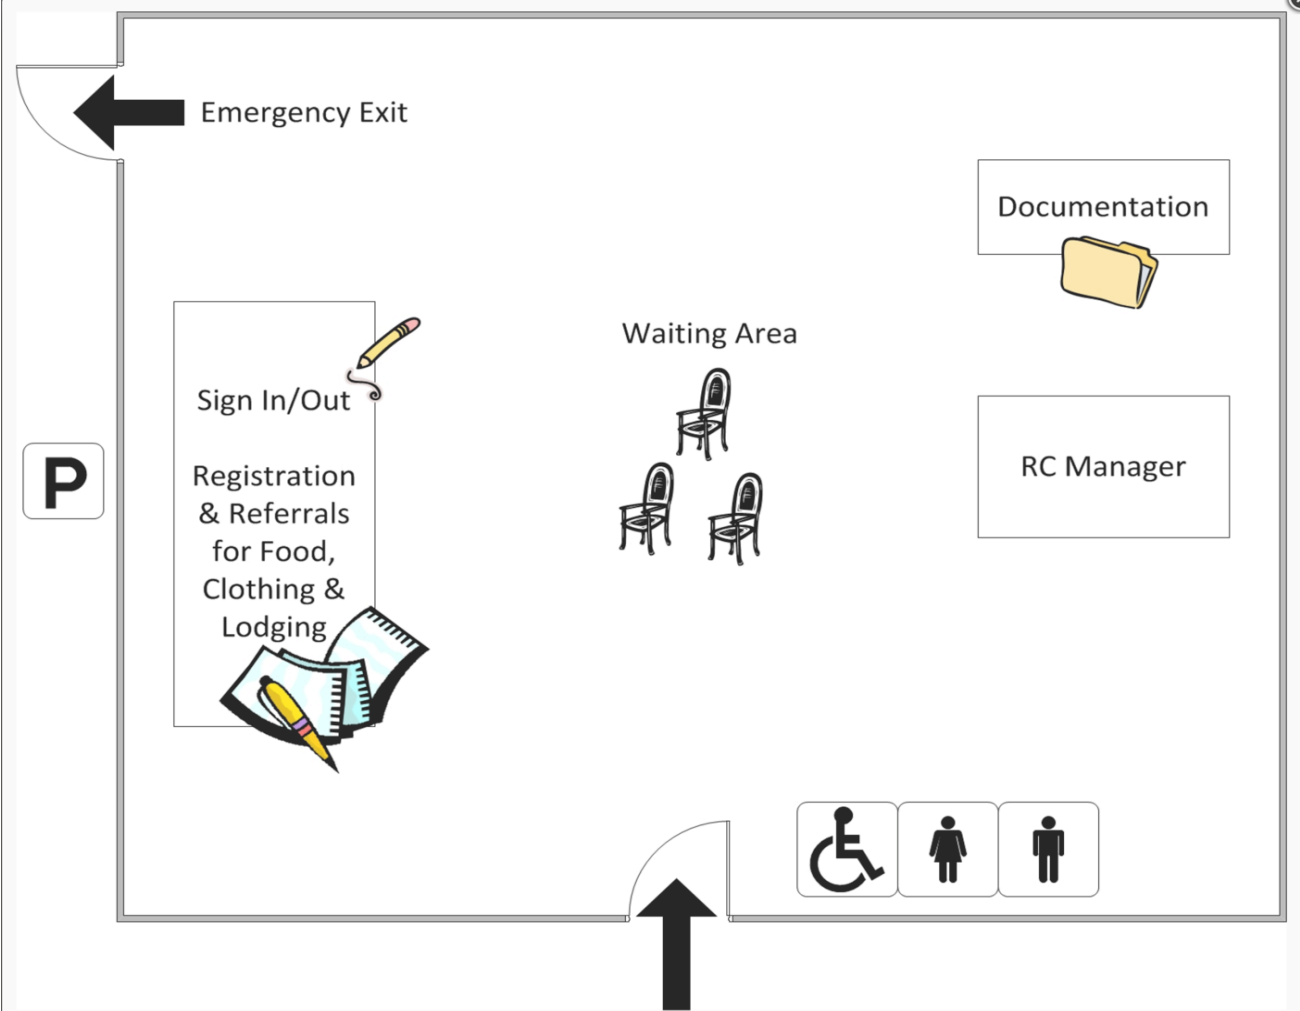 Emergency Exit
Documentation
Waiting Area
Sign In/Out
RC Manager
Registration
& Referrals
for Food,
Clothing &
Lodging
P